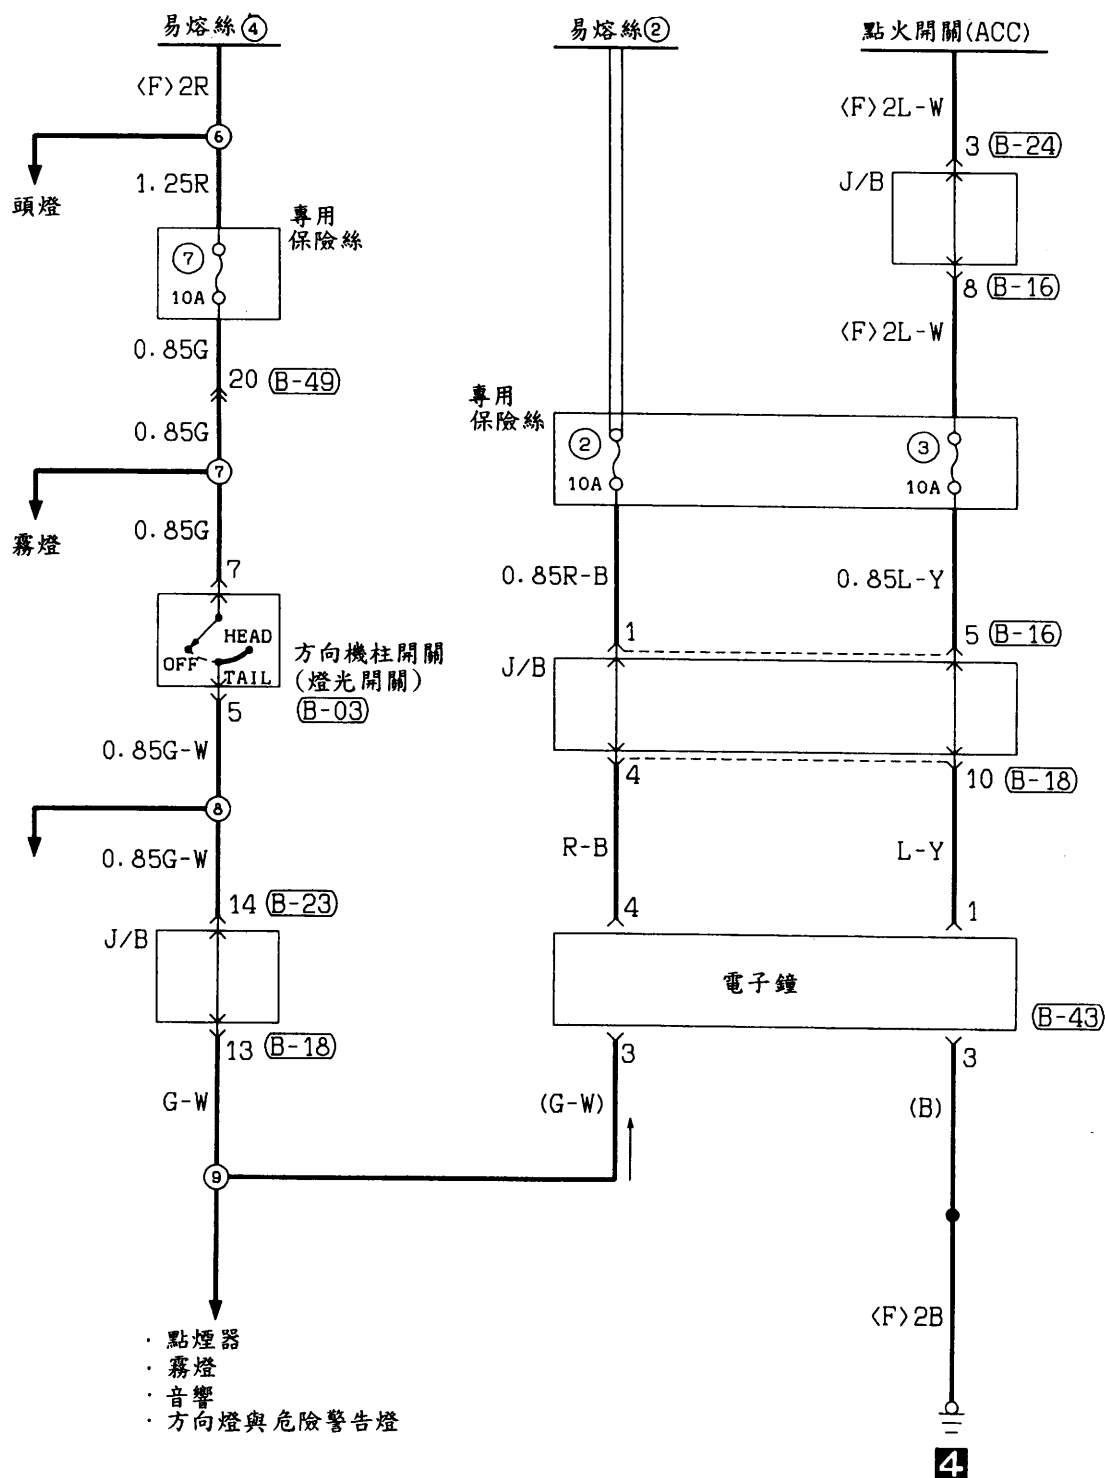 易熔絲④
易熔絲②
點火開關(ACC)
〈F〉2R
〈F〉2L-W
6
3 B-24
頭燈
1.25R
J/B
專用
保險絲
7
10A
8 B-16
0.85G
〈F〉2L-W
20 B-49
專用
保險絲
0.85G
2
10A
3
10A
7
霧燈
0.85G
0.85R-B
0.85L-Y
7
1
5 B-16
HEAD
OFF
TAIL
方向機柱開關
(燈光開關)
B-03
J/B
5
0.85G-W
4
10 B-18
8
0.85G-W
R-B
L-Y
14 B-23
4
1
J/B
電子鐘
B-43
13 B-18
3
3
G-W
(G-W)
(B)
9
〈F〉2B
· 點煙器
· 霧燈
· 音響
· 方向燈與危險警告燈
4